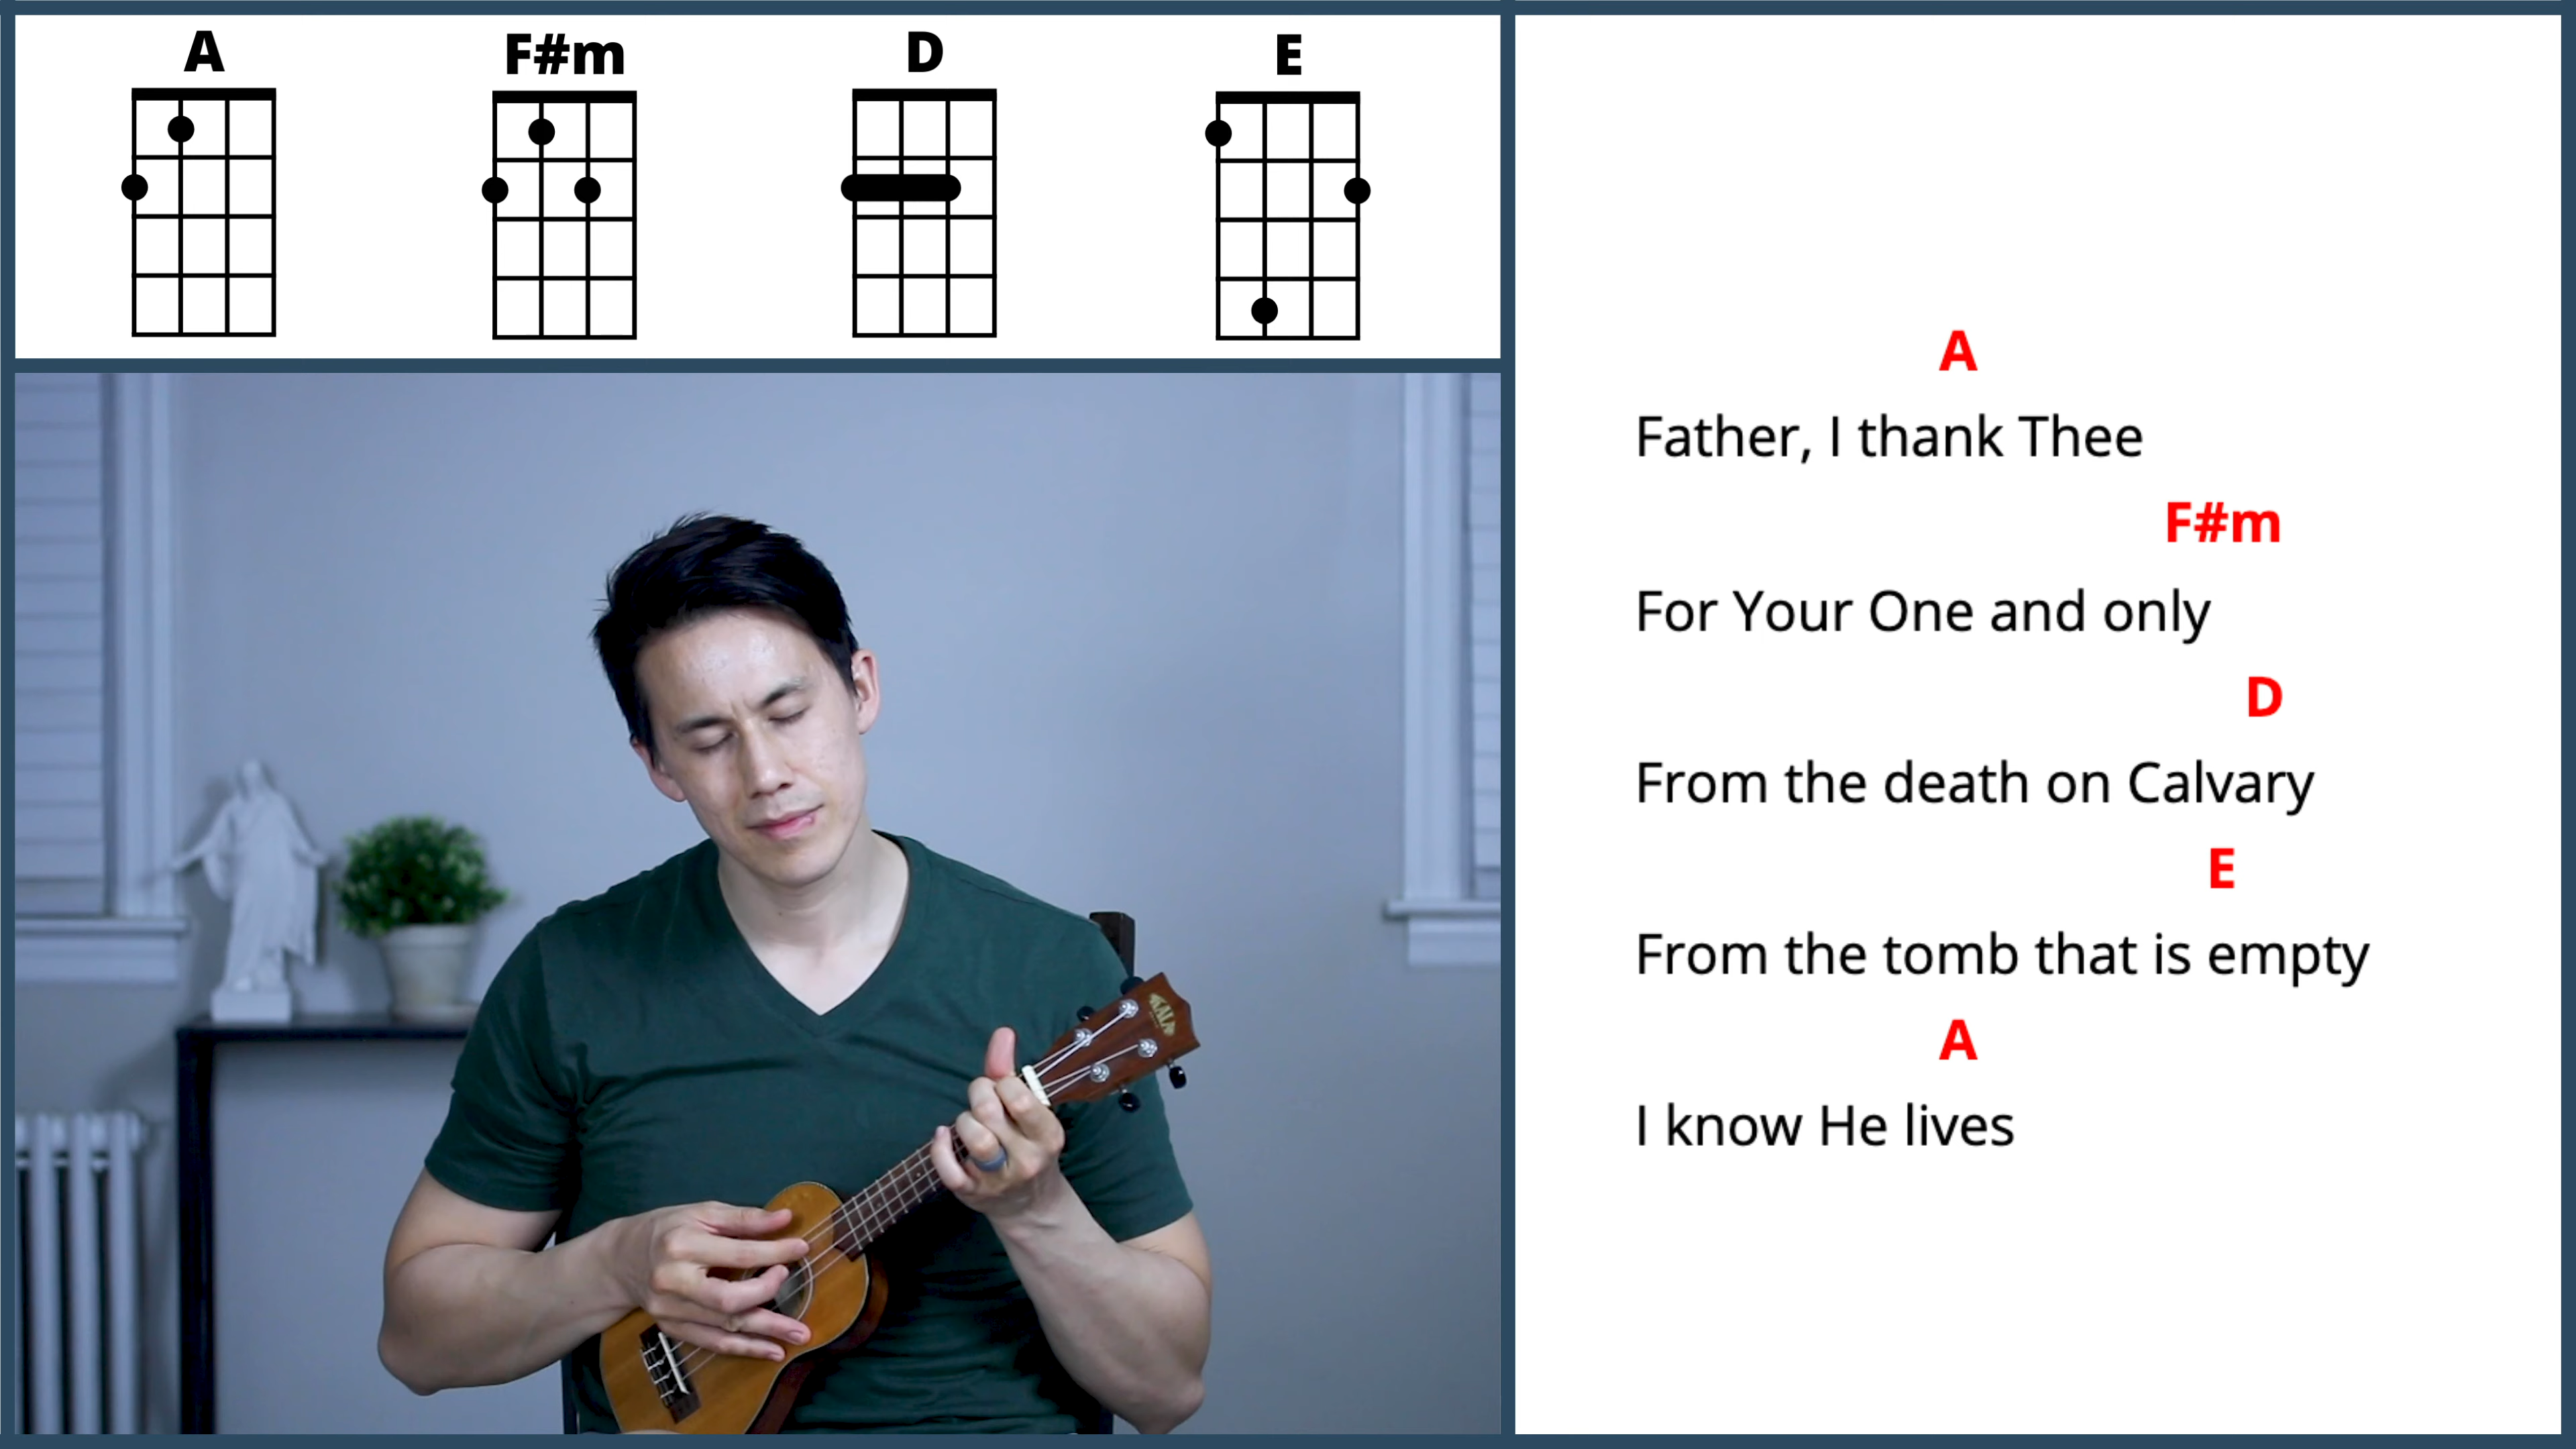 A F#m D E
KALA
A
Father, I thank Thee
F#m
For Your One and only
D
From the death on Calvary
E
From the tomb that is empty
A
I know He lives